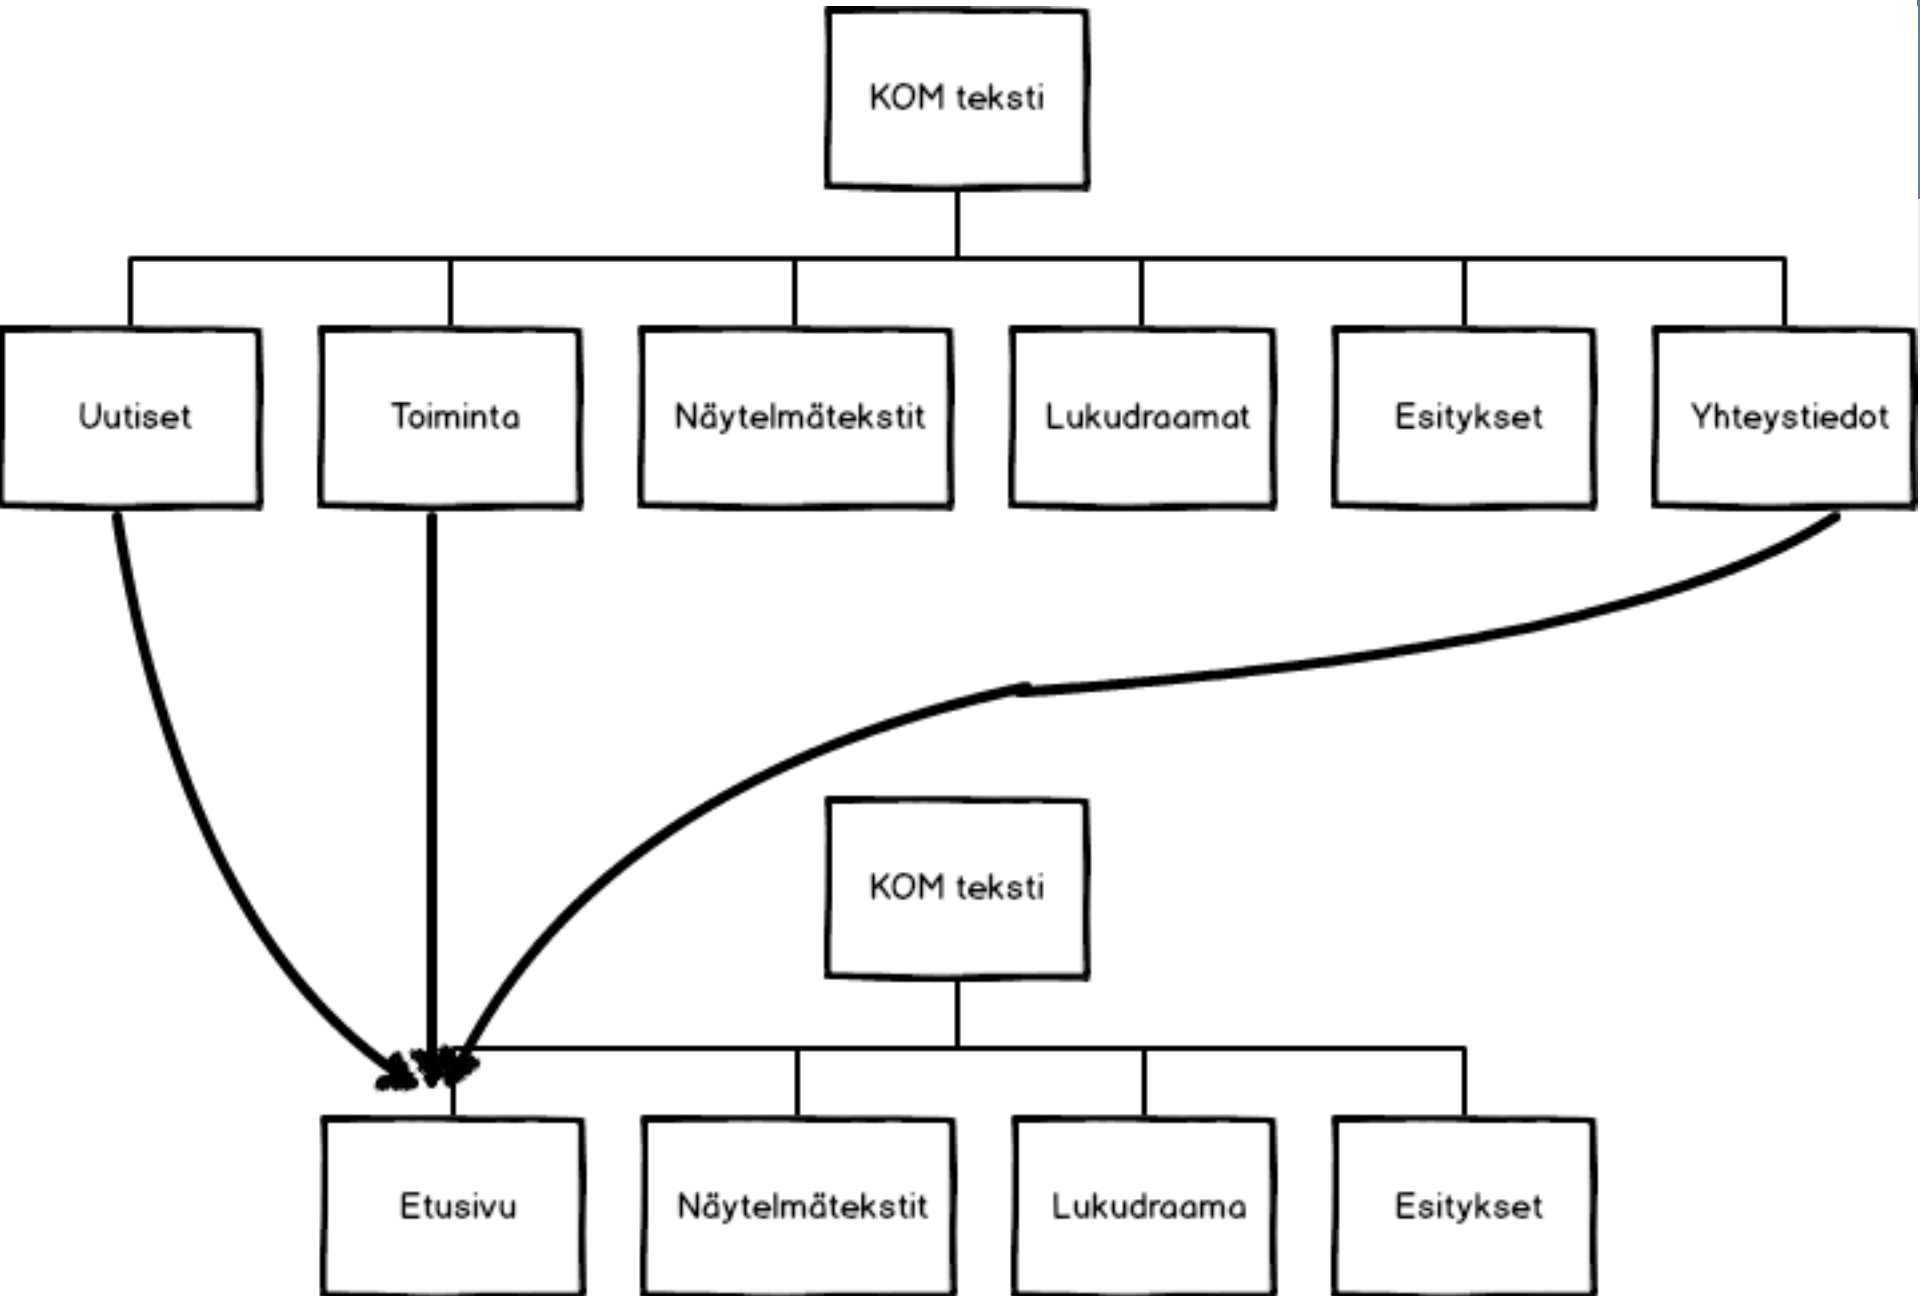 KOM teksti
Uutiset
Toiminta
Näytelmätekstit
Lukudraamat
Esitykset
Yhteystiedot
KOM teksti
Etusivu
Näytelmätekstit
Lukudraama
Esitykset